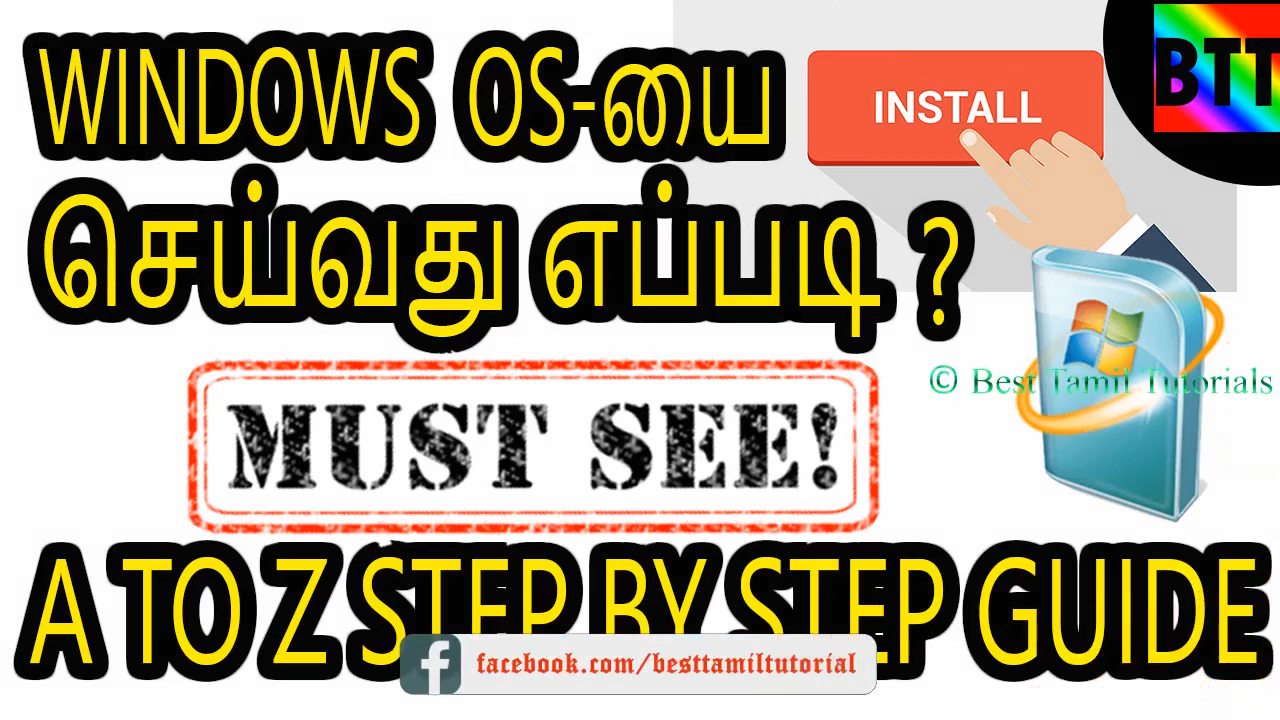 WINDOWS OS-யை
INSTALL
BTT
செய்வது எப்படி ?
© Best Tamil Tutorials
MUST SEE!
A TO Z STEP BY STEP GUIDE
facebook.com/besttamiltutorial